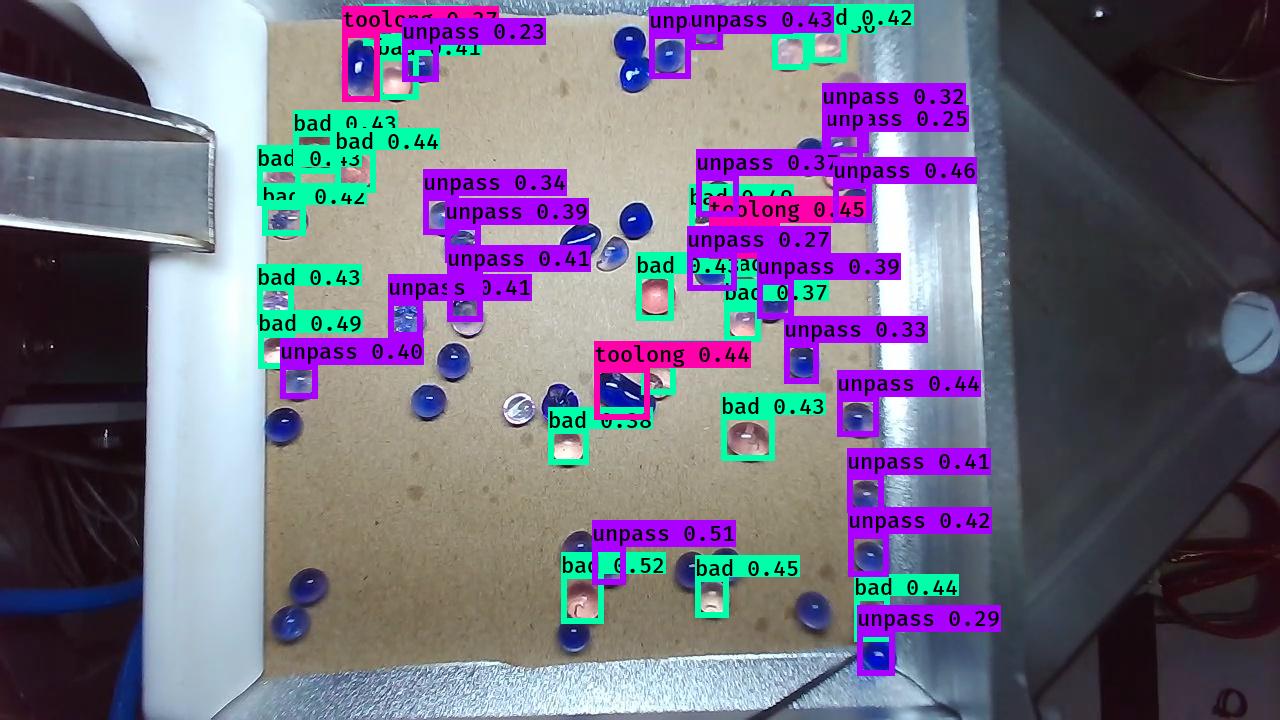 toolong 0.37
unpass 0.23
bad 0.41
unpass 0.43
d 0.42
unpass 0.32
unpass 0.25
bad 0.43
bad 0.44
bad 0.43
unpass 0.37
unpass 0.46
bad 0.42
unpass 0.34
toolong 0.45
unpass 0.39
unpass 0.27
unpass 0.41
bad
unpass 0.39
bad 0.43
unpass 0.41
bad 0.37
bad 0.49
unpass 0.33
unpass 0.40
toolong 0.44
unpass 0.44
bad 0.43
bad 0.38
unpass 0.41
unpass 0.42
unpass 0.51
bad 0.52
bad 0.45
bad 0.44
unpass 0.29